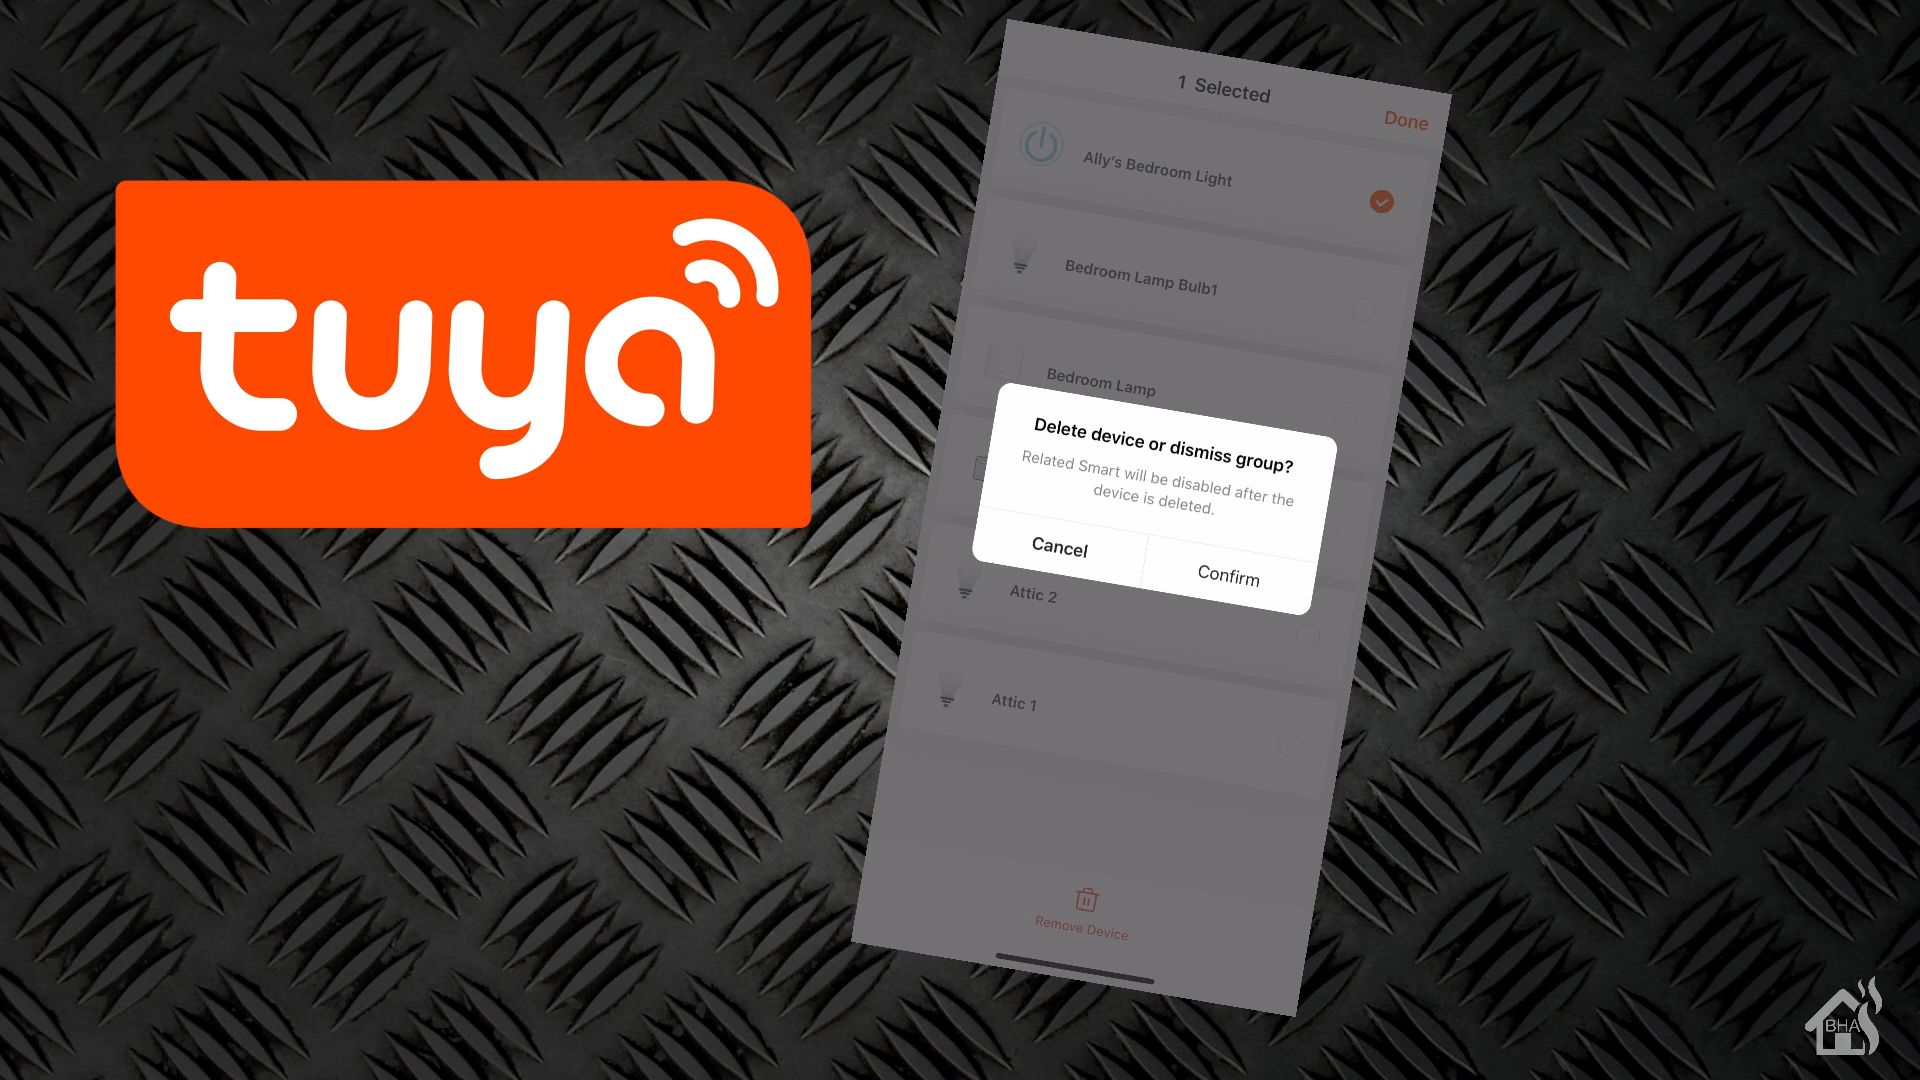 tuya
1 Selected
Done
Ally's Bedroom Light
Bedroom Lamp Bulb1
Bedroom Lamp
Delete device or dismiss group?
Related Smart will be disabled after the
device is deleted.
Cancel
Confirm
Attic 2
Attic 1
Remove Device
BHA